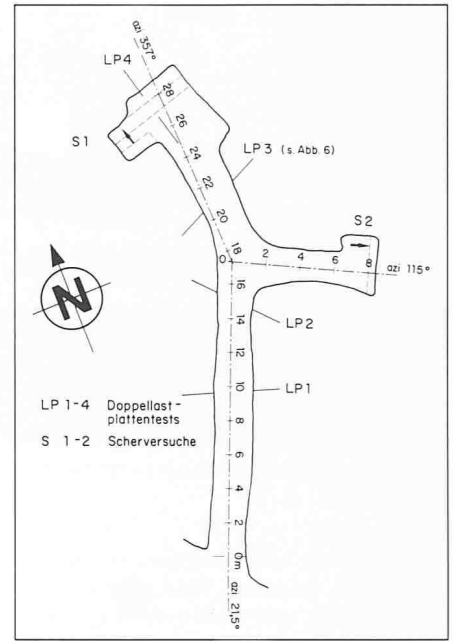 azi 357°
LP4
28
26
S1
24
LP3 (s. Abb. 6)
22
20
S2
18
0
2
4
6
8
azi 115°
16
N
LP2
14
12
LP 1-4 Doppellast-
plattentests
10
LP1
S 1-2 Scherversuche
8
6
4
2
0m
azi 21,5°